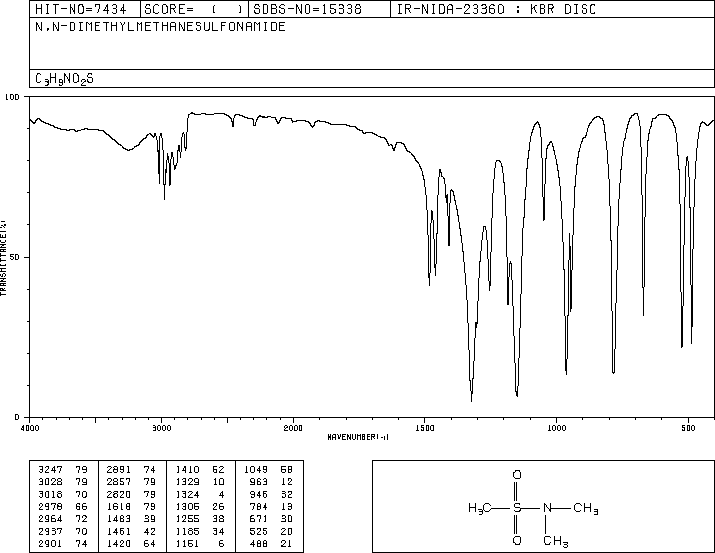 HIT-NO=7434 SCORE= ( ) SDBS-NO=15338 IR-NIDA-23360 : KBR DISC
N,N-DIMETHYLMETHANESULFONAMIDE
C3H9NO2S
100
50
0
TRANSMITTANCE(%)
4000 3000 2000 1500 1000 500
WAVENUMBER(-1)
3247 79 2891 74 1410 52 1049 58
3028 79 2857 79 1329 10 963 12
3018 70 2820 79 1324 4 946 32
2978 66 1618 79 1305 26 784 13
2964 72 1483 39 1255 38 671 30
2937 70 1461 42 1185 34 525 20
2901 74 1420 64 1151 6 488 21
O
H3C S N CH3
O CH3